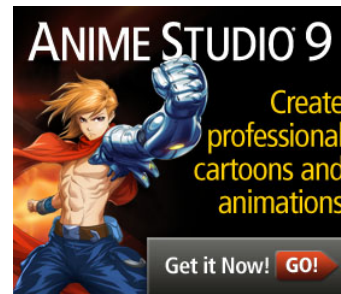 ANIME STUDIO 9
Create
professional
cartoons and
animations
Get it Now! GO!